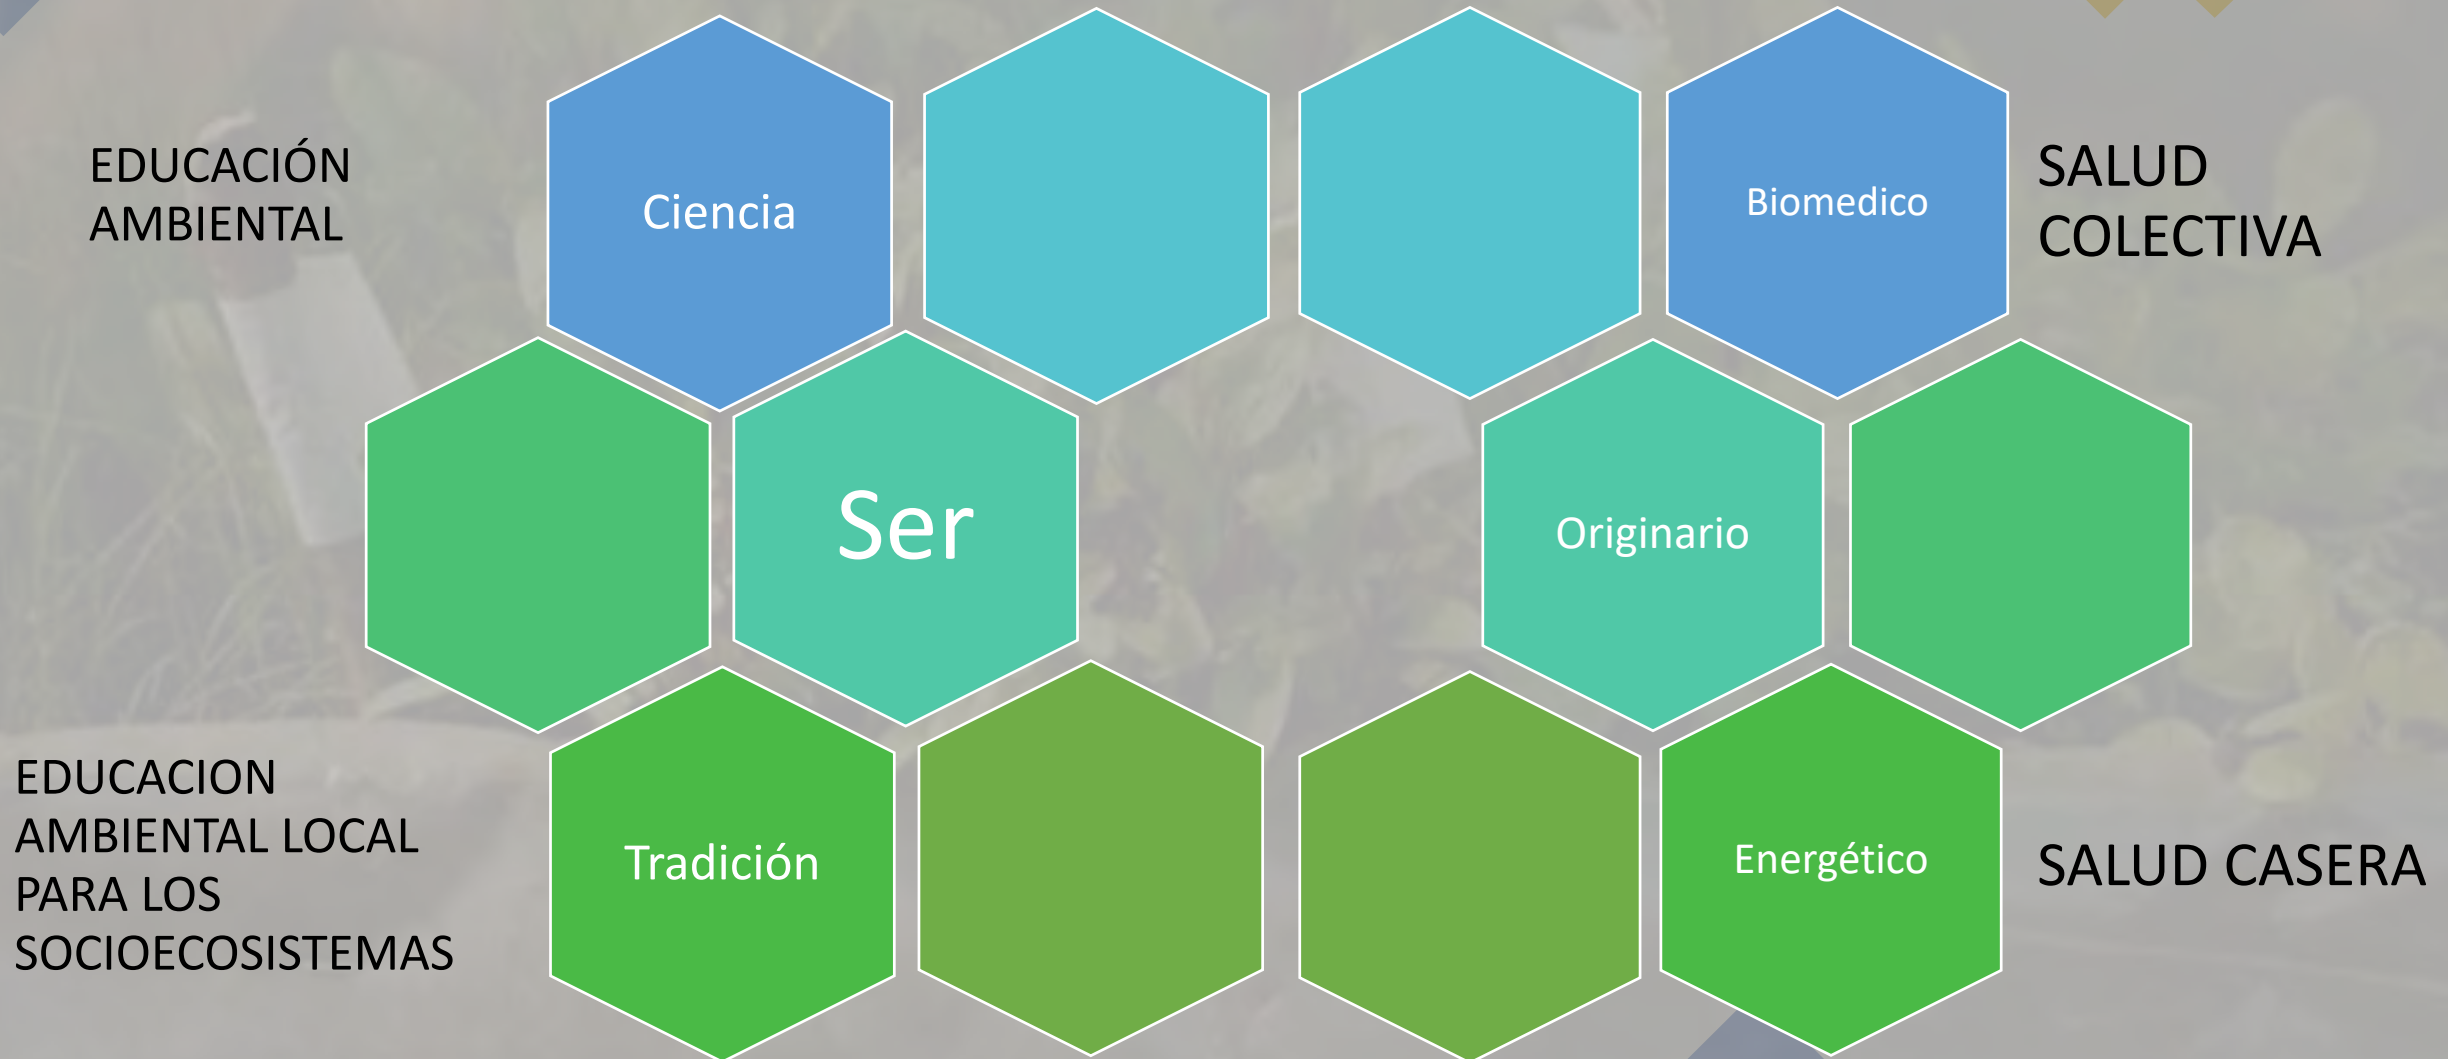 EDUCACIÓN
AMBIENTAL
Ciencia
Biomedico
SALUD
COLECTIVA
Ser
Originario
EDUCACION
AMBIENTAL LOCAL
PARA LOS
SOCIOECOSISTEMAS
Tradición
Energético
SALUD CASERA